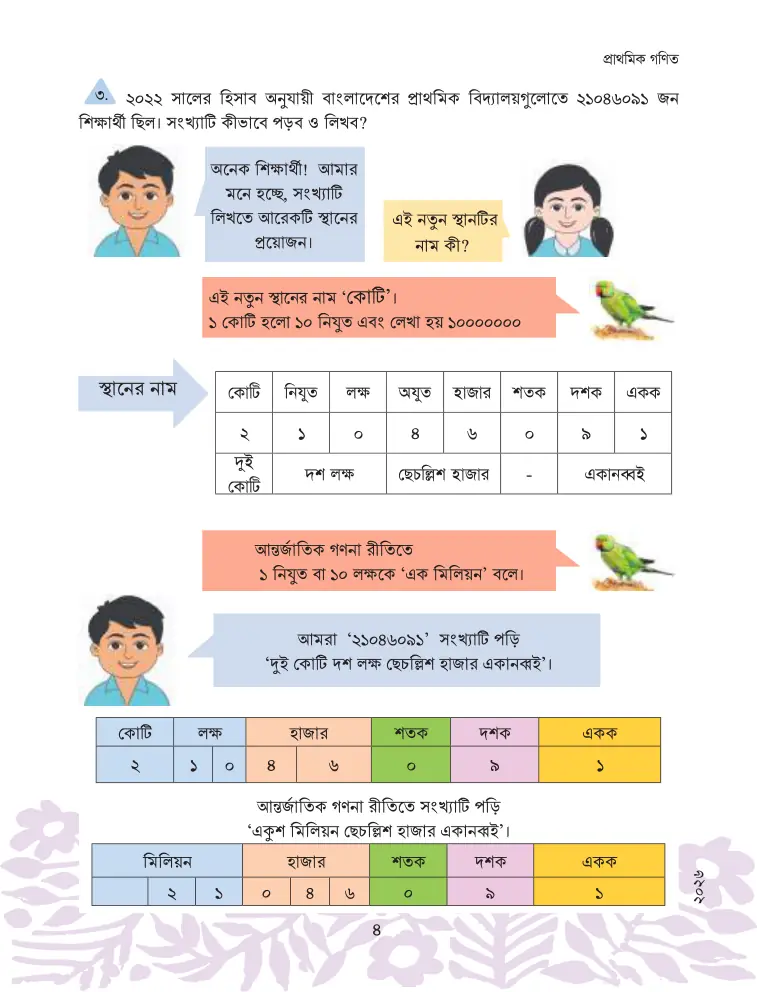 প্রাথমিক গণিত
৩. ২০২২ সালের হিসাব অনুযায়ী বাংলাদেশের প্রাথমিক বিদ্যালয়গুলোতে ২১০৪৬০৯১ জন
শিক্ষার্থী ছিল। সংখ্যাটি কীভাবে পড়ব ও লিখব?
অনেক শিক্ষার্থী! আমার
মনে হচ্ছে, সংখ্যাটি
লিখতে আরেকটি স্থানের
প্রয়োজন।
এই নতুন স্থানটির
নাম কী?
এই নতুন স্থানের নাম ‘কোটি’।
১ কোটি হলো ১০ নিযুত এবং লেখা হয় ১০০০০০০০
স্থানের নাম
কোটি নিযুত লক্ষ অযুত হাজার শতক দশক একক
২ ১ ০ ৪ ৬ ০ ৯ ১
দুই
কোটি দশ লক্ষ ছেচল্লিশ হাজার - একানব্বই
আন্তর্জাতিক গণনা রীতিতে
১ নিযুত বা ১০ লক্ষকে ‘এক মিলিয়ন’ বলে।
আমরা ‘২১০৪৬০৯১’ সংখ্যাটি পড়ি
‘দুই কোটি দশ লক্ষ ছেচল্লিশ হাজার একানব্বই’।
কোটি লক্ষ হাজার শতক দশক একক
২ ১ ০ ৪ ৬ ০ ৯ ১
আন্তর্জাতিক গণনা রীতিতে সংখ্যাটি পড়ি
‘একুশ মিলিয়ন ছেচল্লিশ হাজার একানব্বই’।
মিলিয়ন হাজার শতক দশক একক
২ ১ ০ ৪ ৬ ০ ৯ ১
২০২৬
৪